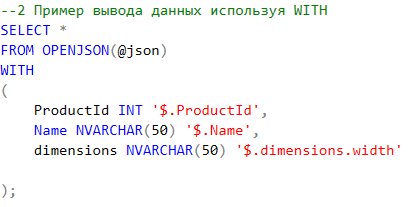 --2 Пример вывода данных используя WITH
SELECT *
FROM OPENJSON(@json)
WITH
(
ProductId INT '$.ProductId',
Name NVARCHAR(50) '$.Name',
dimensions NVARCHAR(50) '$.dimensions.width'
);